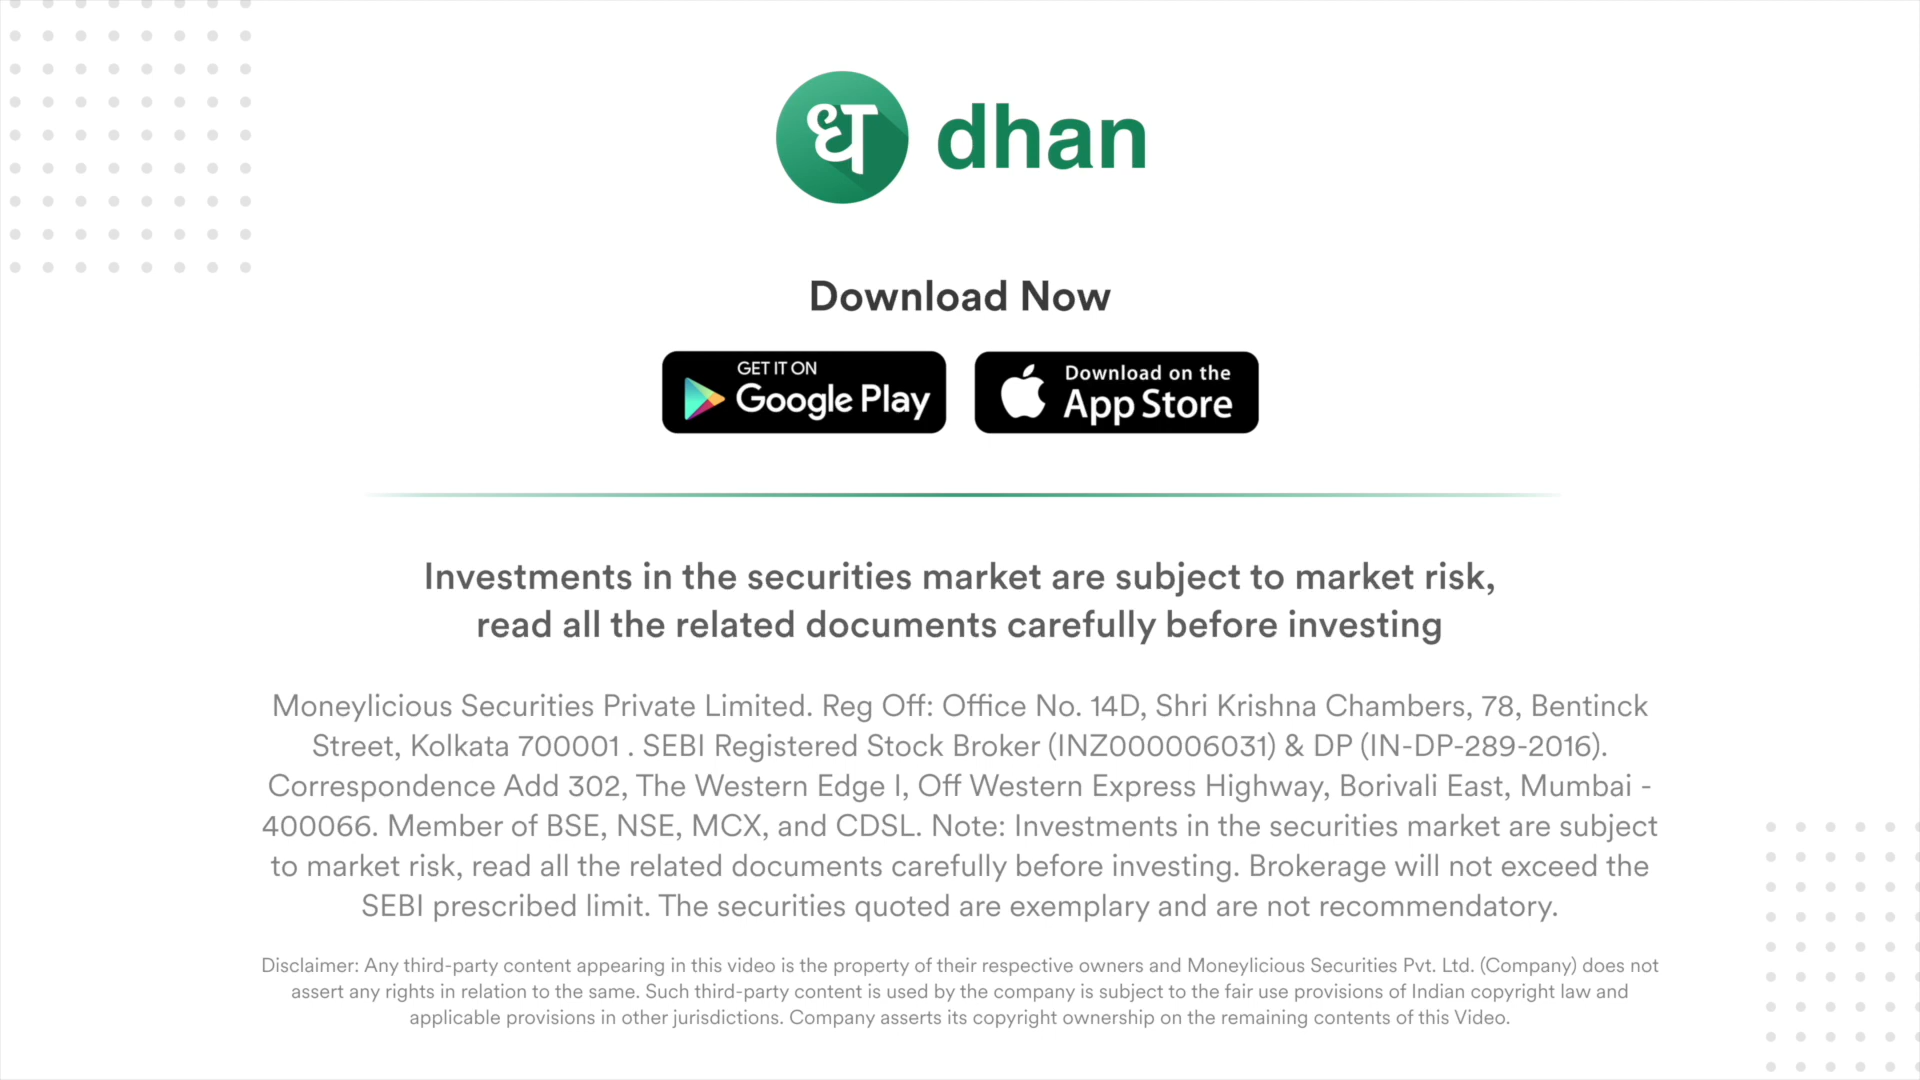 ध dhan
Download Now
GET IT ON
Google Play
Download on the
App Store
Investments in the securities market are subject to market risk,
read all the related documents carefully before investing
Moneylicious Securities Private Limited. Reg Off: Office No. 14D, Shri Krishna Chambers, 78, Bentinck
Street, Kolkata 700001 . SEBI Registered Stock Broker (INZ000006031) & DP (IN-DP-289-2016).
Correspondence Add 302, The Western Edge I, Off Western Express Highway, Borivali East, Mumbai -
400066. Member of BSE, NSE, MCX, and CDSL. Note: Investments in the securities market are subject
to market risk, read all the related documents carefully before investing. Brokerage will not exceed the
SEBI prescribed limit. The securities quoted are exemplary and are not recommendatory.
Disclaimer: Any third-party content appearing in this video is the property of their respective owners and Moneylicious Securities Pvt. Ltd. (Company) does not
assert any rights in relation to the same. Such third-party content is used by the company is subject to the fair use provisions of Indian copyright law and
applicable provisions in other jurisdictions. Company asserts its copyright ownership on the remaining contents of this Video.